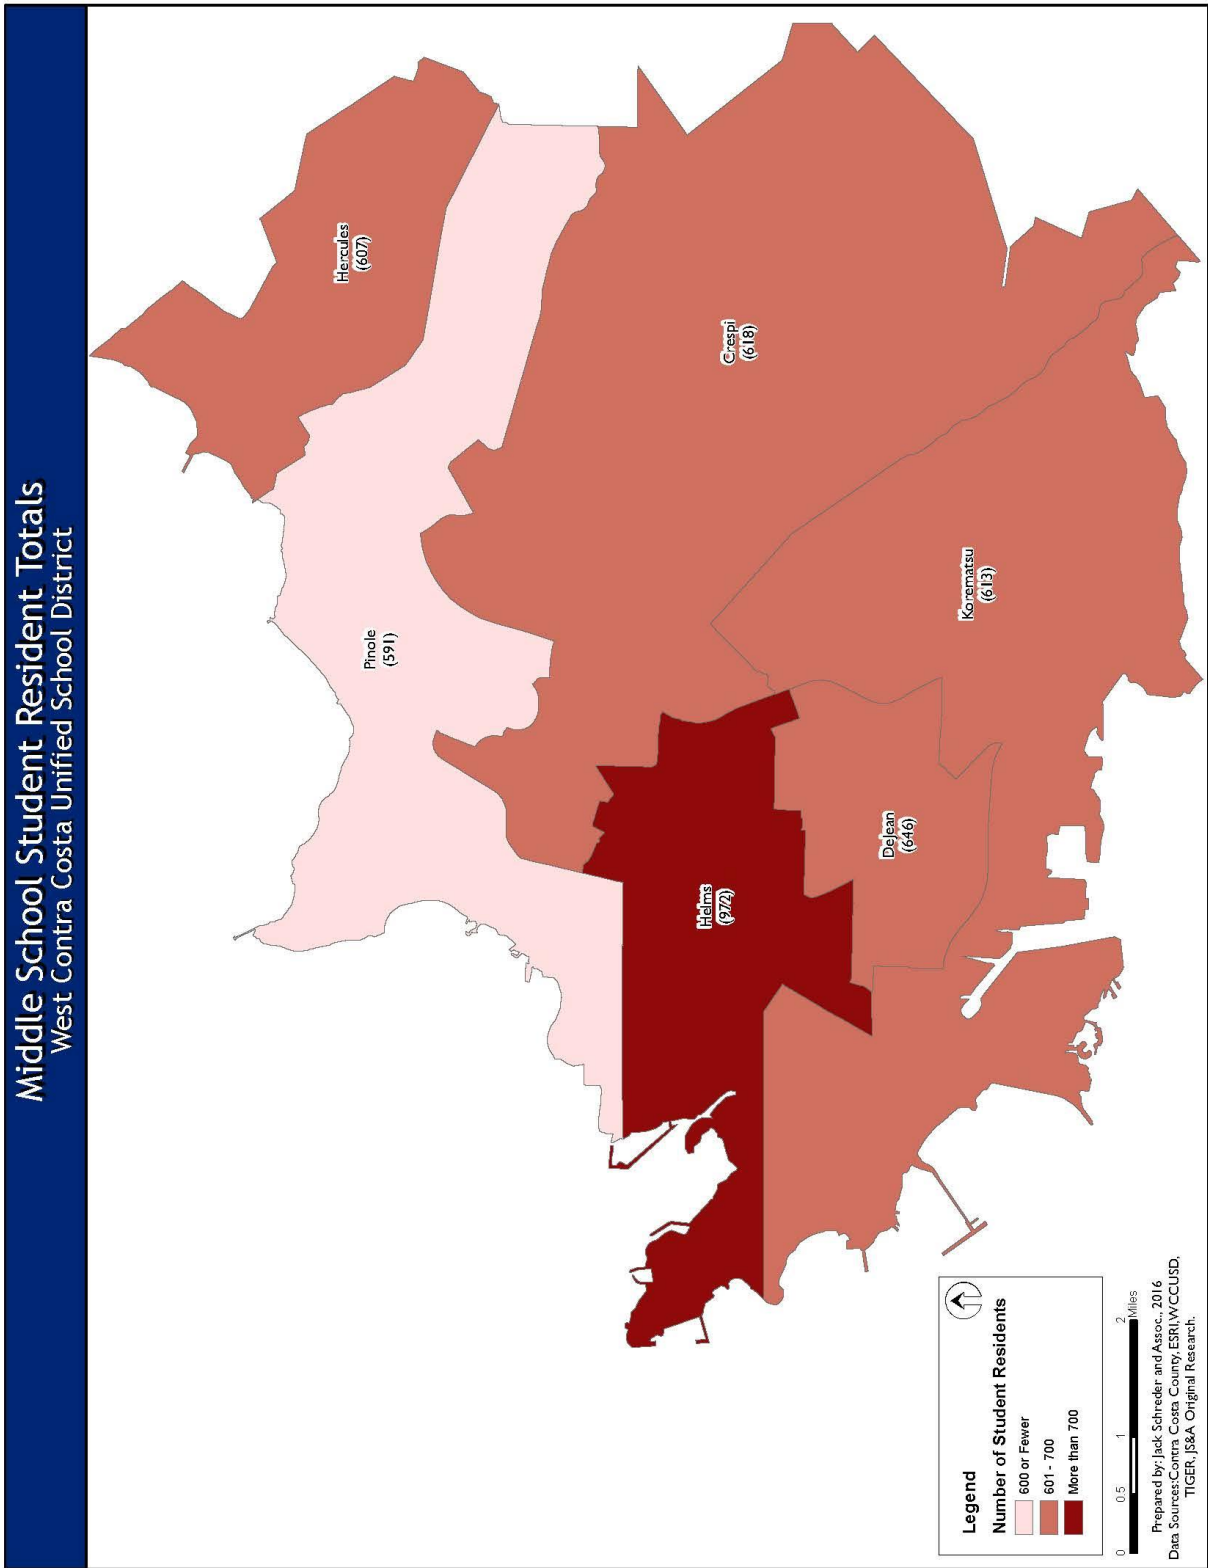 Middle School Student Resident Totals
West Contra Costa Unified School District
Hercules
(607)
Pinole
(591)
Crespi
(618)
Helms
(972)
DeJean
(646)
Korematsu
(613)
Legend
Number of Student Residents
600 or Fewer
601 - 700
More than 700
0 0.5 1 2
Miles
Prepared by: Jack Schreder and Assoc., 2016
Data Sources:Contra Costa County, ESRI, WCCUSD,
TIGER, JS&A Original Research.